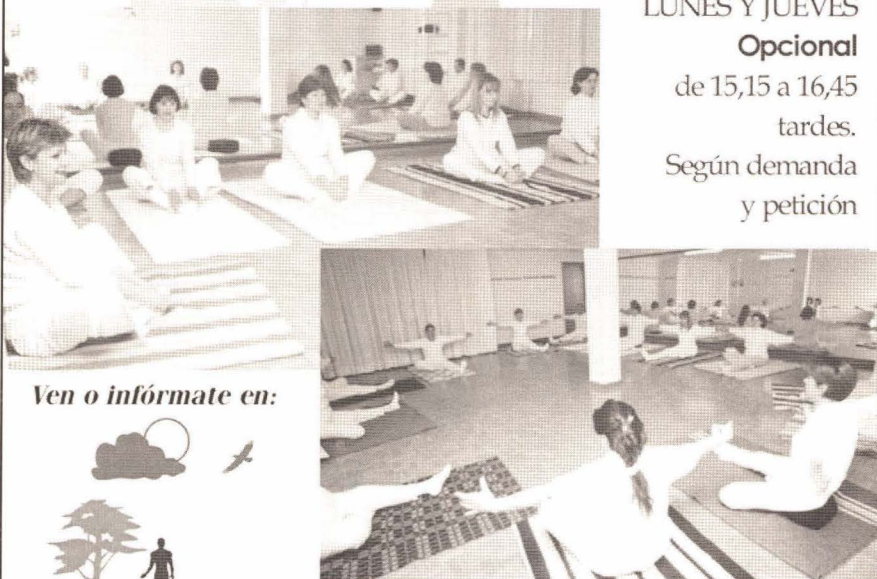 LUNES Y JUEVES
Opcional
de 15,15 a 16,45
tardes.
Según demanda
y petición
Ven o infórmate en: